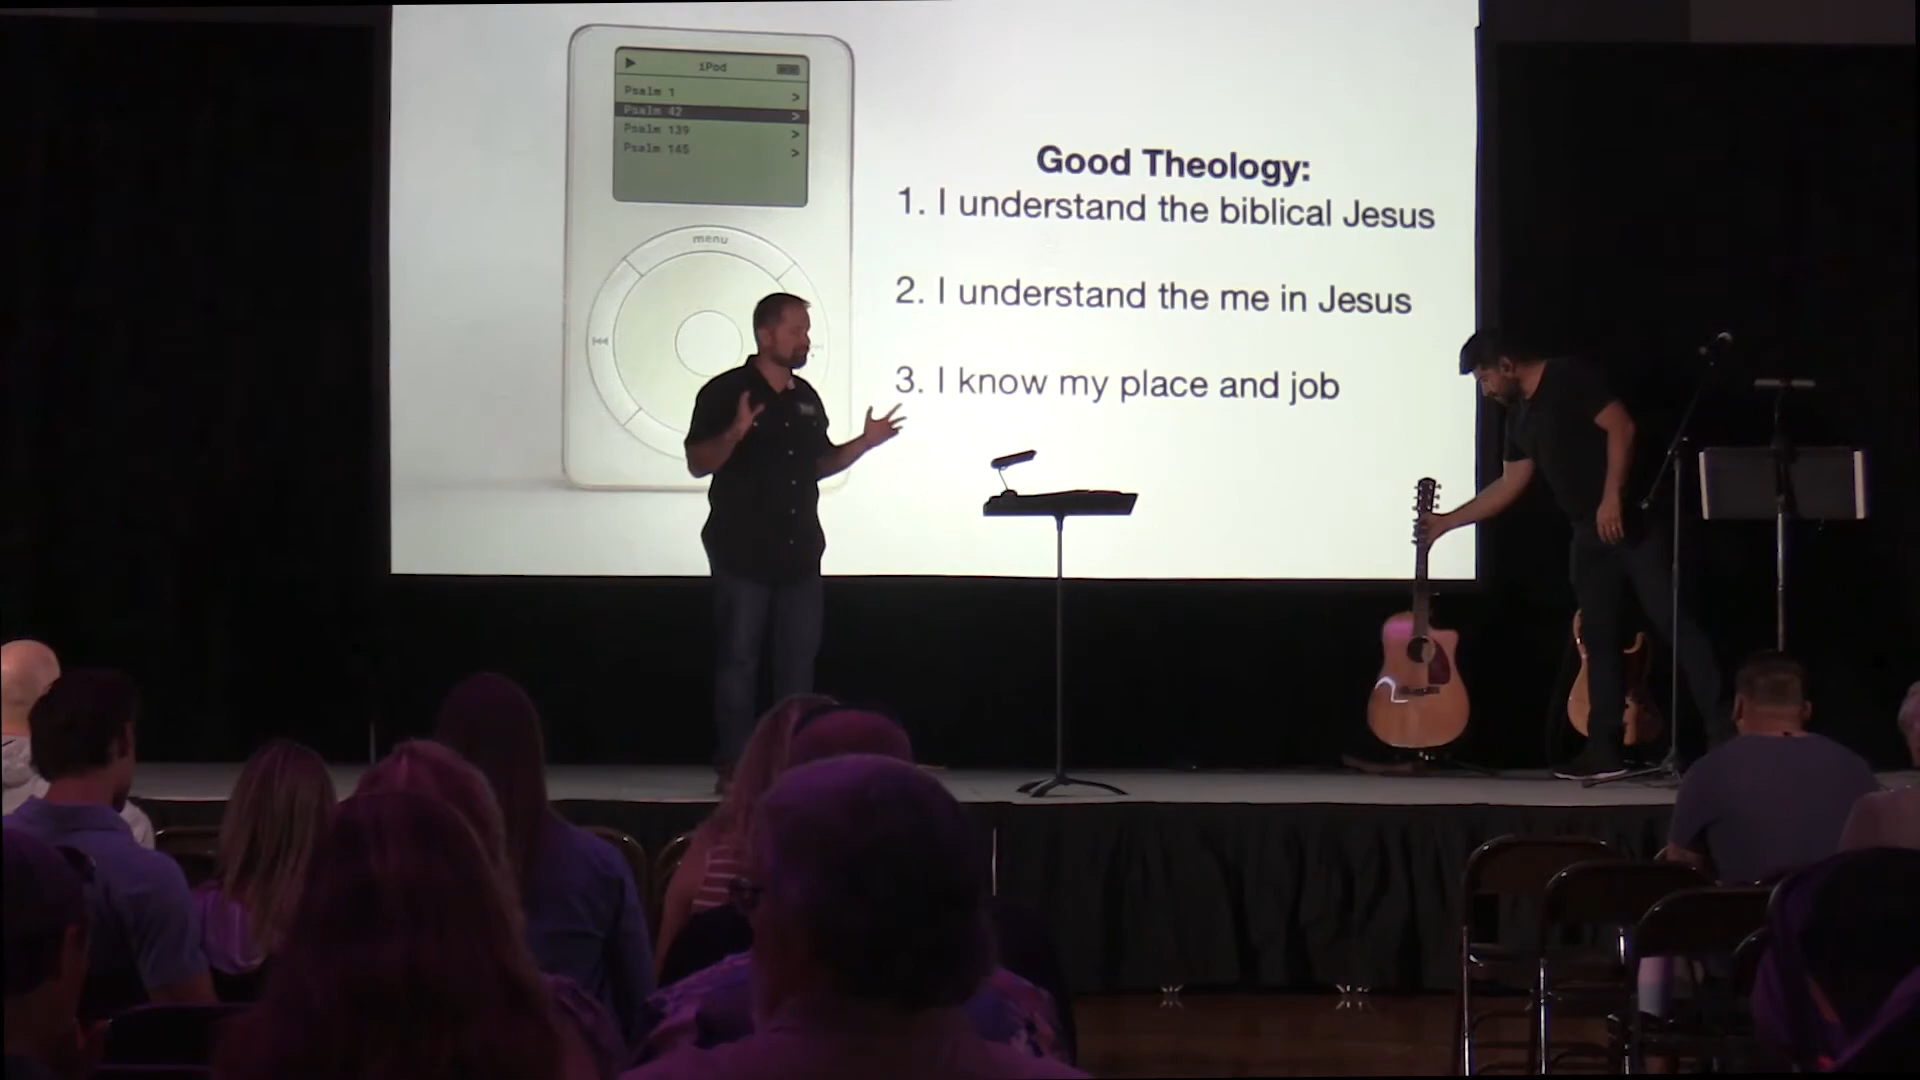 iPod
Psalm 1 >
Psalm 42 >
Psalm 139 >
Psalm 145 >
menu
Good Theology:
1. I understand the biblical Jesus
2. I understand the me in Jesus
3. I know my place and job